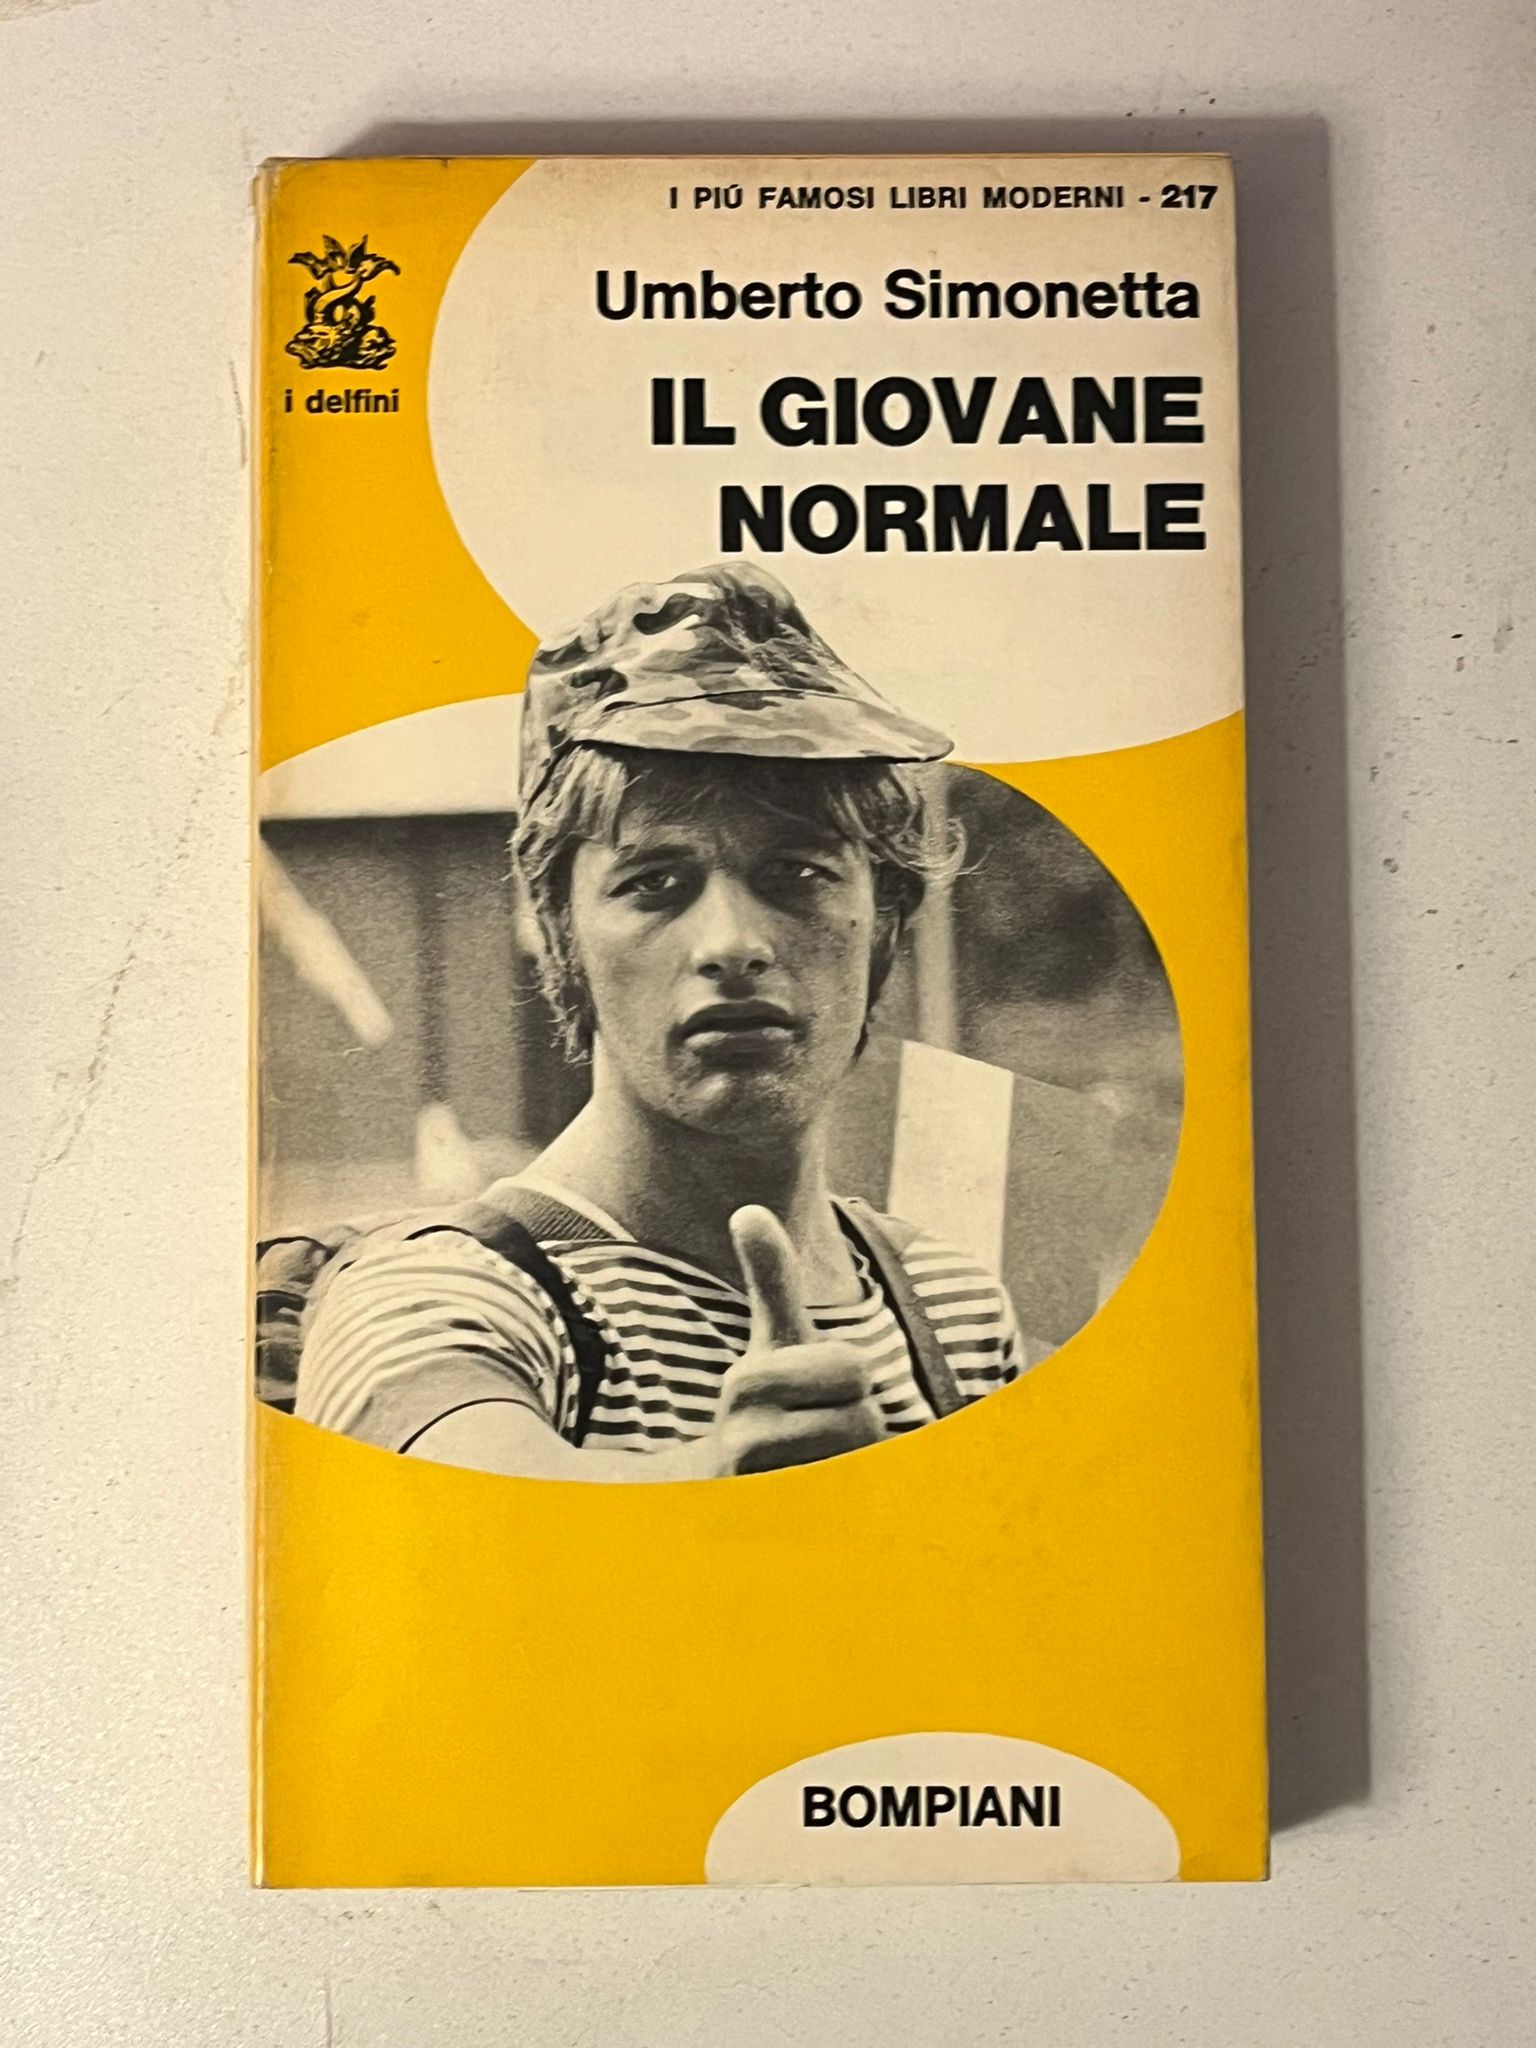 I PIÚ FAMOSI LIBRI MODERNI - 217
i delfini
Umberto Simonetta
IL GIOVANE
NORMALE
BOMPIANI